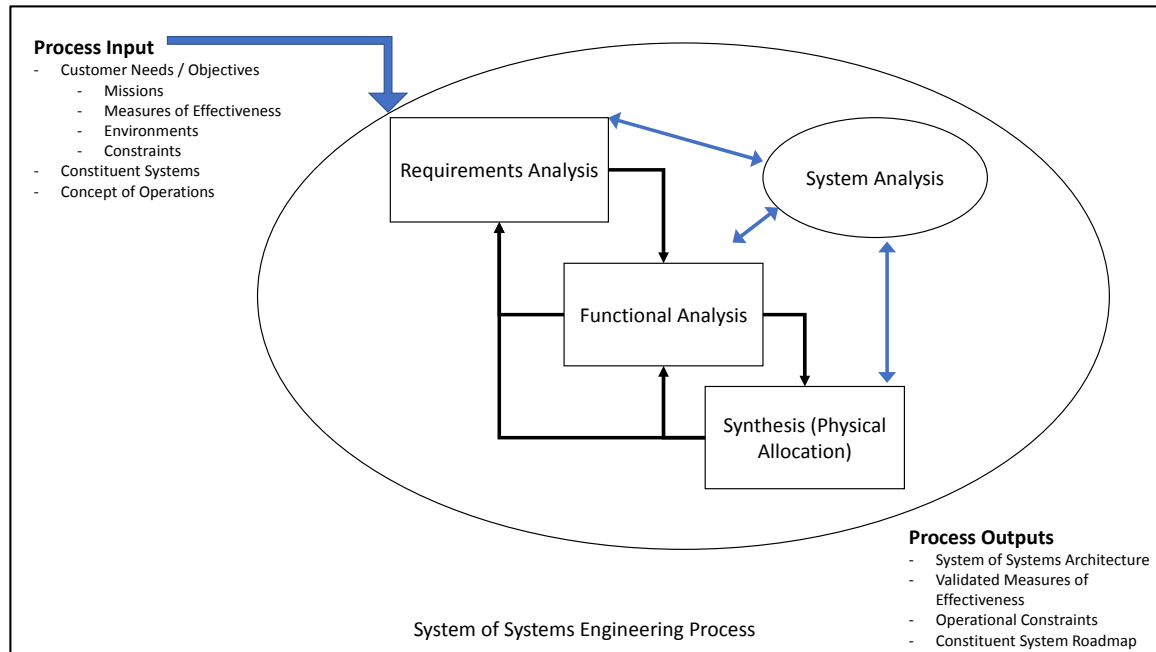 Process Input
- Customer Needs / Objectives
- Missions
- Measures of Effectiveness
- Environments
- Constraints
- Constituent Systems
- Concept of Operations
Requirements Analysis
System Analysis
Functional Analysis
Synthesis (Physical
Allocation)
Process Outputs
- System of Systems Architecture
- Validated Measures of
Effectiveness
- Operational Constraints
- Constituent System Roadmap
System of Systems Engineering Process